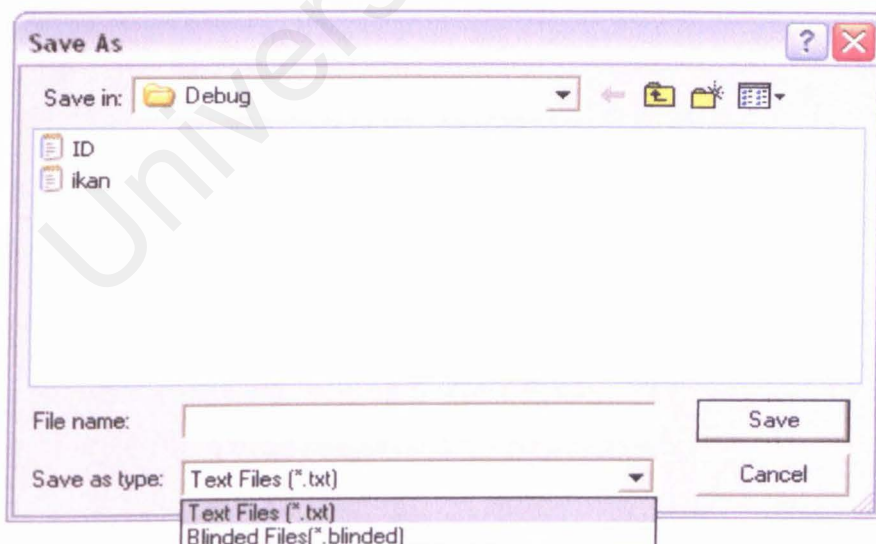 Save As
Save in: Debug
ID
ikan
File name: Save
Save as type: Text Files (*.txt) Cancel
Text Files (*.txt)
Blinded Files(*.blinded)
Univers